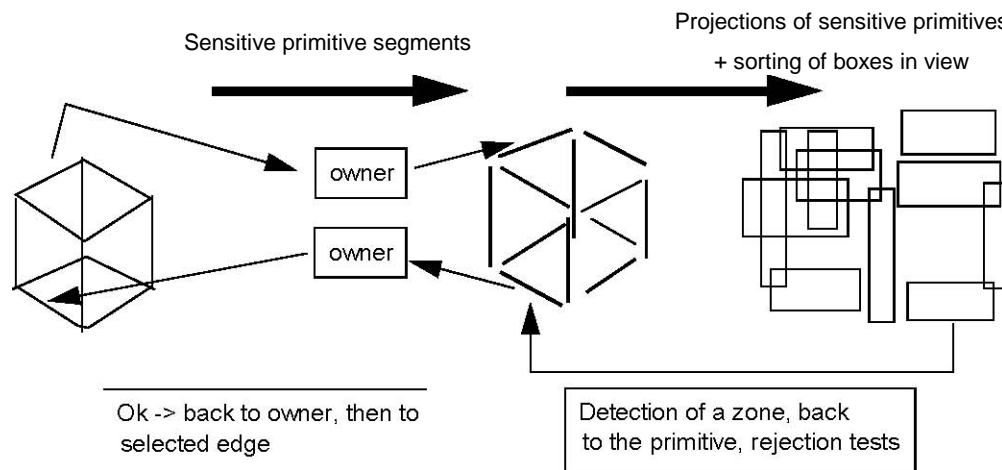 Sensitive primitive segments
Projections of sensitive primitives
+ sorting of boxes in view
owner
owner
Ok -> back to owner, then to
selected edge
Detection of a zone, back
to the primitive, rejection tests